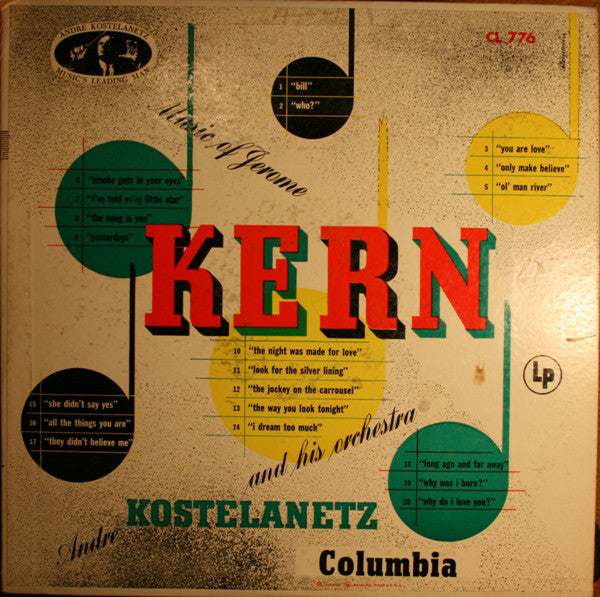 ANDRE KOSTELANETZ
MUSIC'S LEADING MAN
CL 776
1 "bill"
2 "who?"
Music of Jerome
KERN
3 "you are love"
4 "only make believe"
5 "ol' man river"
6 "smoke gets in your eyes"
7 "i've told ev'ry little star"
8 "the song is you"
9 "yesterdays"
10 "the night was made for love"
11 "look for the silver lining"
12 "the jockey on the carrousel"
13 "the way you look tonight"
14 "i dream too much"
Lp
15 "she didn't say yes"
16 "all the things you are"
17 "they didn't believe me"
18 "long ago and far away"
19 "why was i born?"
20 "why do i love you?"
Andre
KOSTELANETZ
and his orchestra
Columbia